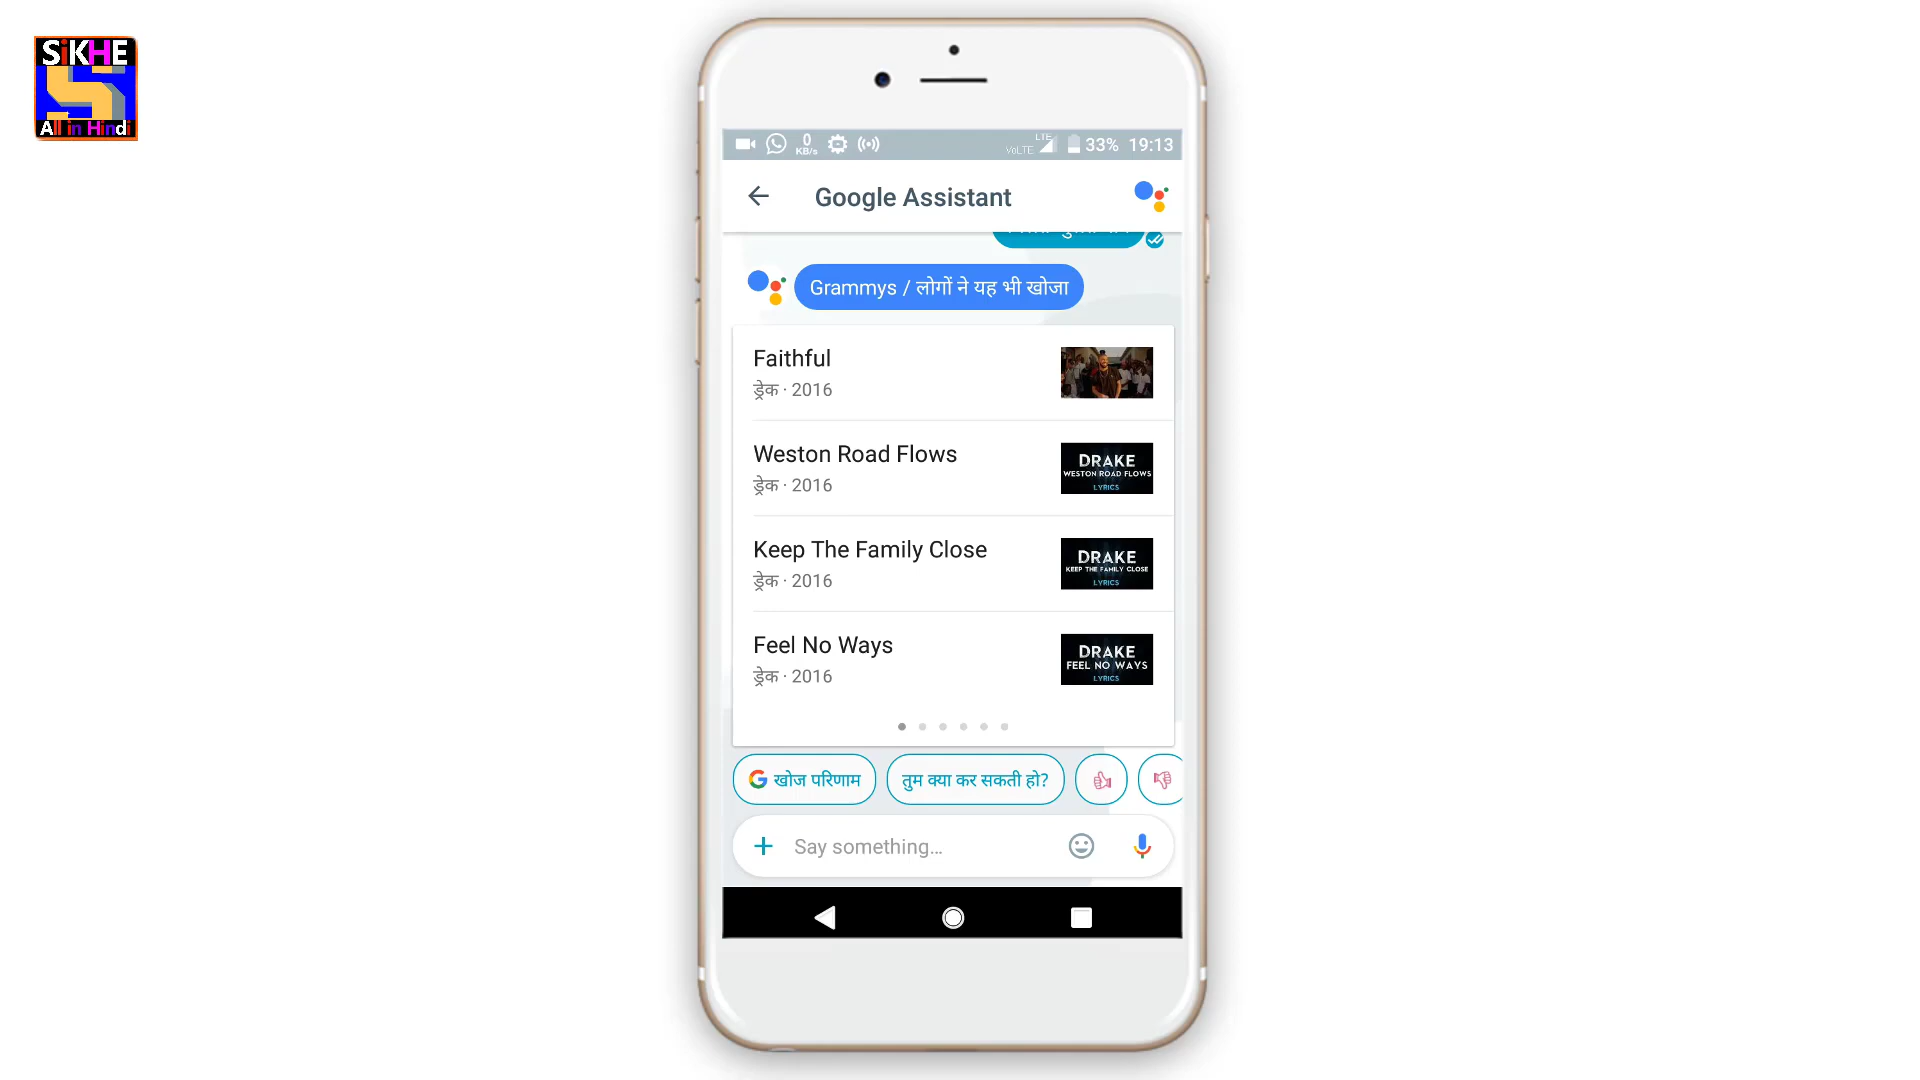 SiKHE
All in Hindi
0
KB/s
VoLTE
LTE
33% 19:13
Google Assistant
Grammys / लोगों ने यह भी खोजा
Faithful
ड्रेक · 2016
Weston Road Flows
ड्रेक · 2016
DRAKE
WESTON ROAD FLOWS
LYRICS
Keep The Family Close
ड्रेक · 2016
DRAKE
KEEP THE FAMILY CLOSE
LYRICS
Feel No Ways
ड्रेक · 2016
DRAKE
FEEL NO WAYS
LYRICS
खोज परिणाम
तुम क्या कर सकती हो?
Say something...